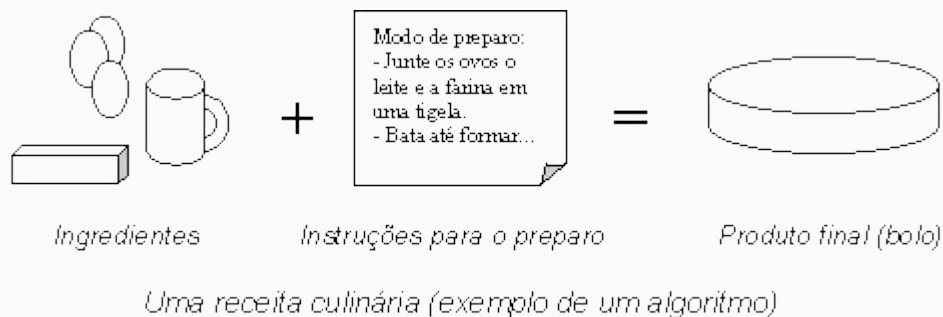 Modo de preparo:
- Junte os ovos o
leite e a farina em
uma tigela.
- Bata até formar...
+
=
Ingredientes
Instruções para o preparo
Produto final (bolo)
Uma receita culinária (exemplo de um algoritmo)